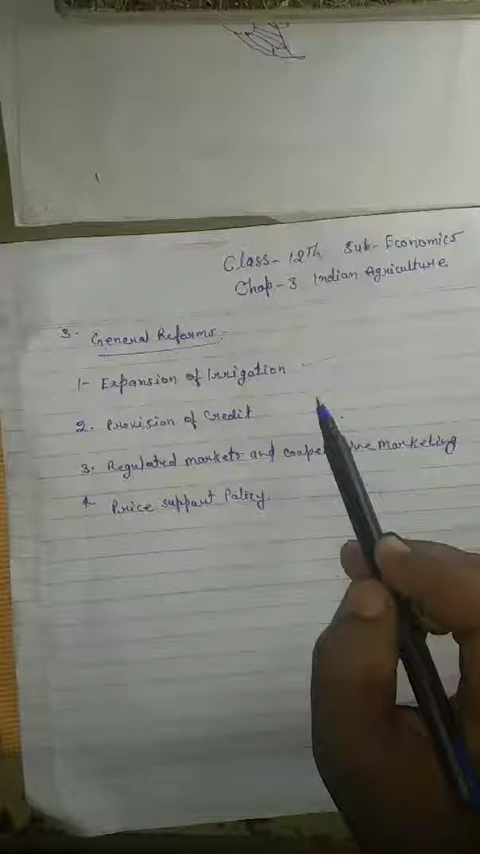 Class-12Th Sub-Economics
Chap-3 Indian Agriculture
3- General Reforms:-
1- Expansion of Irrigation
2. Provision of Credit
3. Regulated markets and marketing
4- Price support Policy.